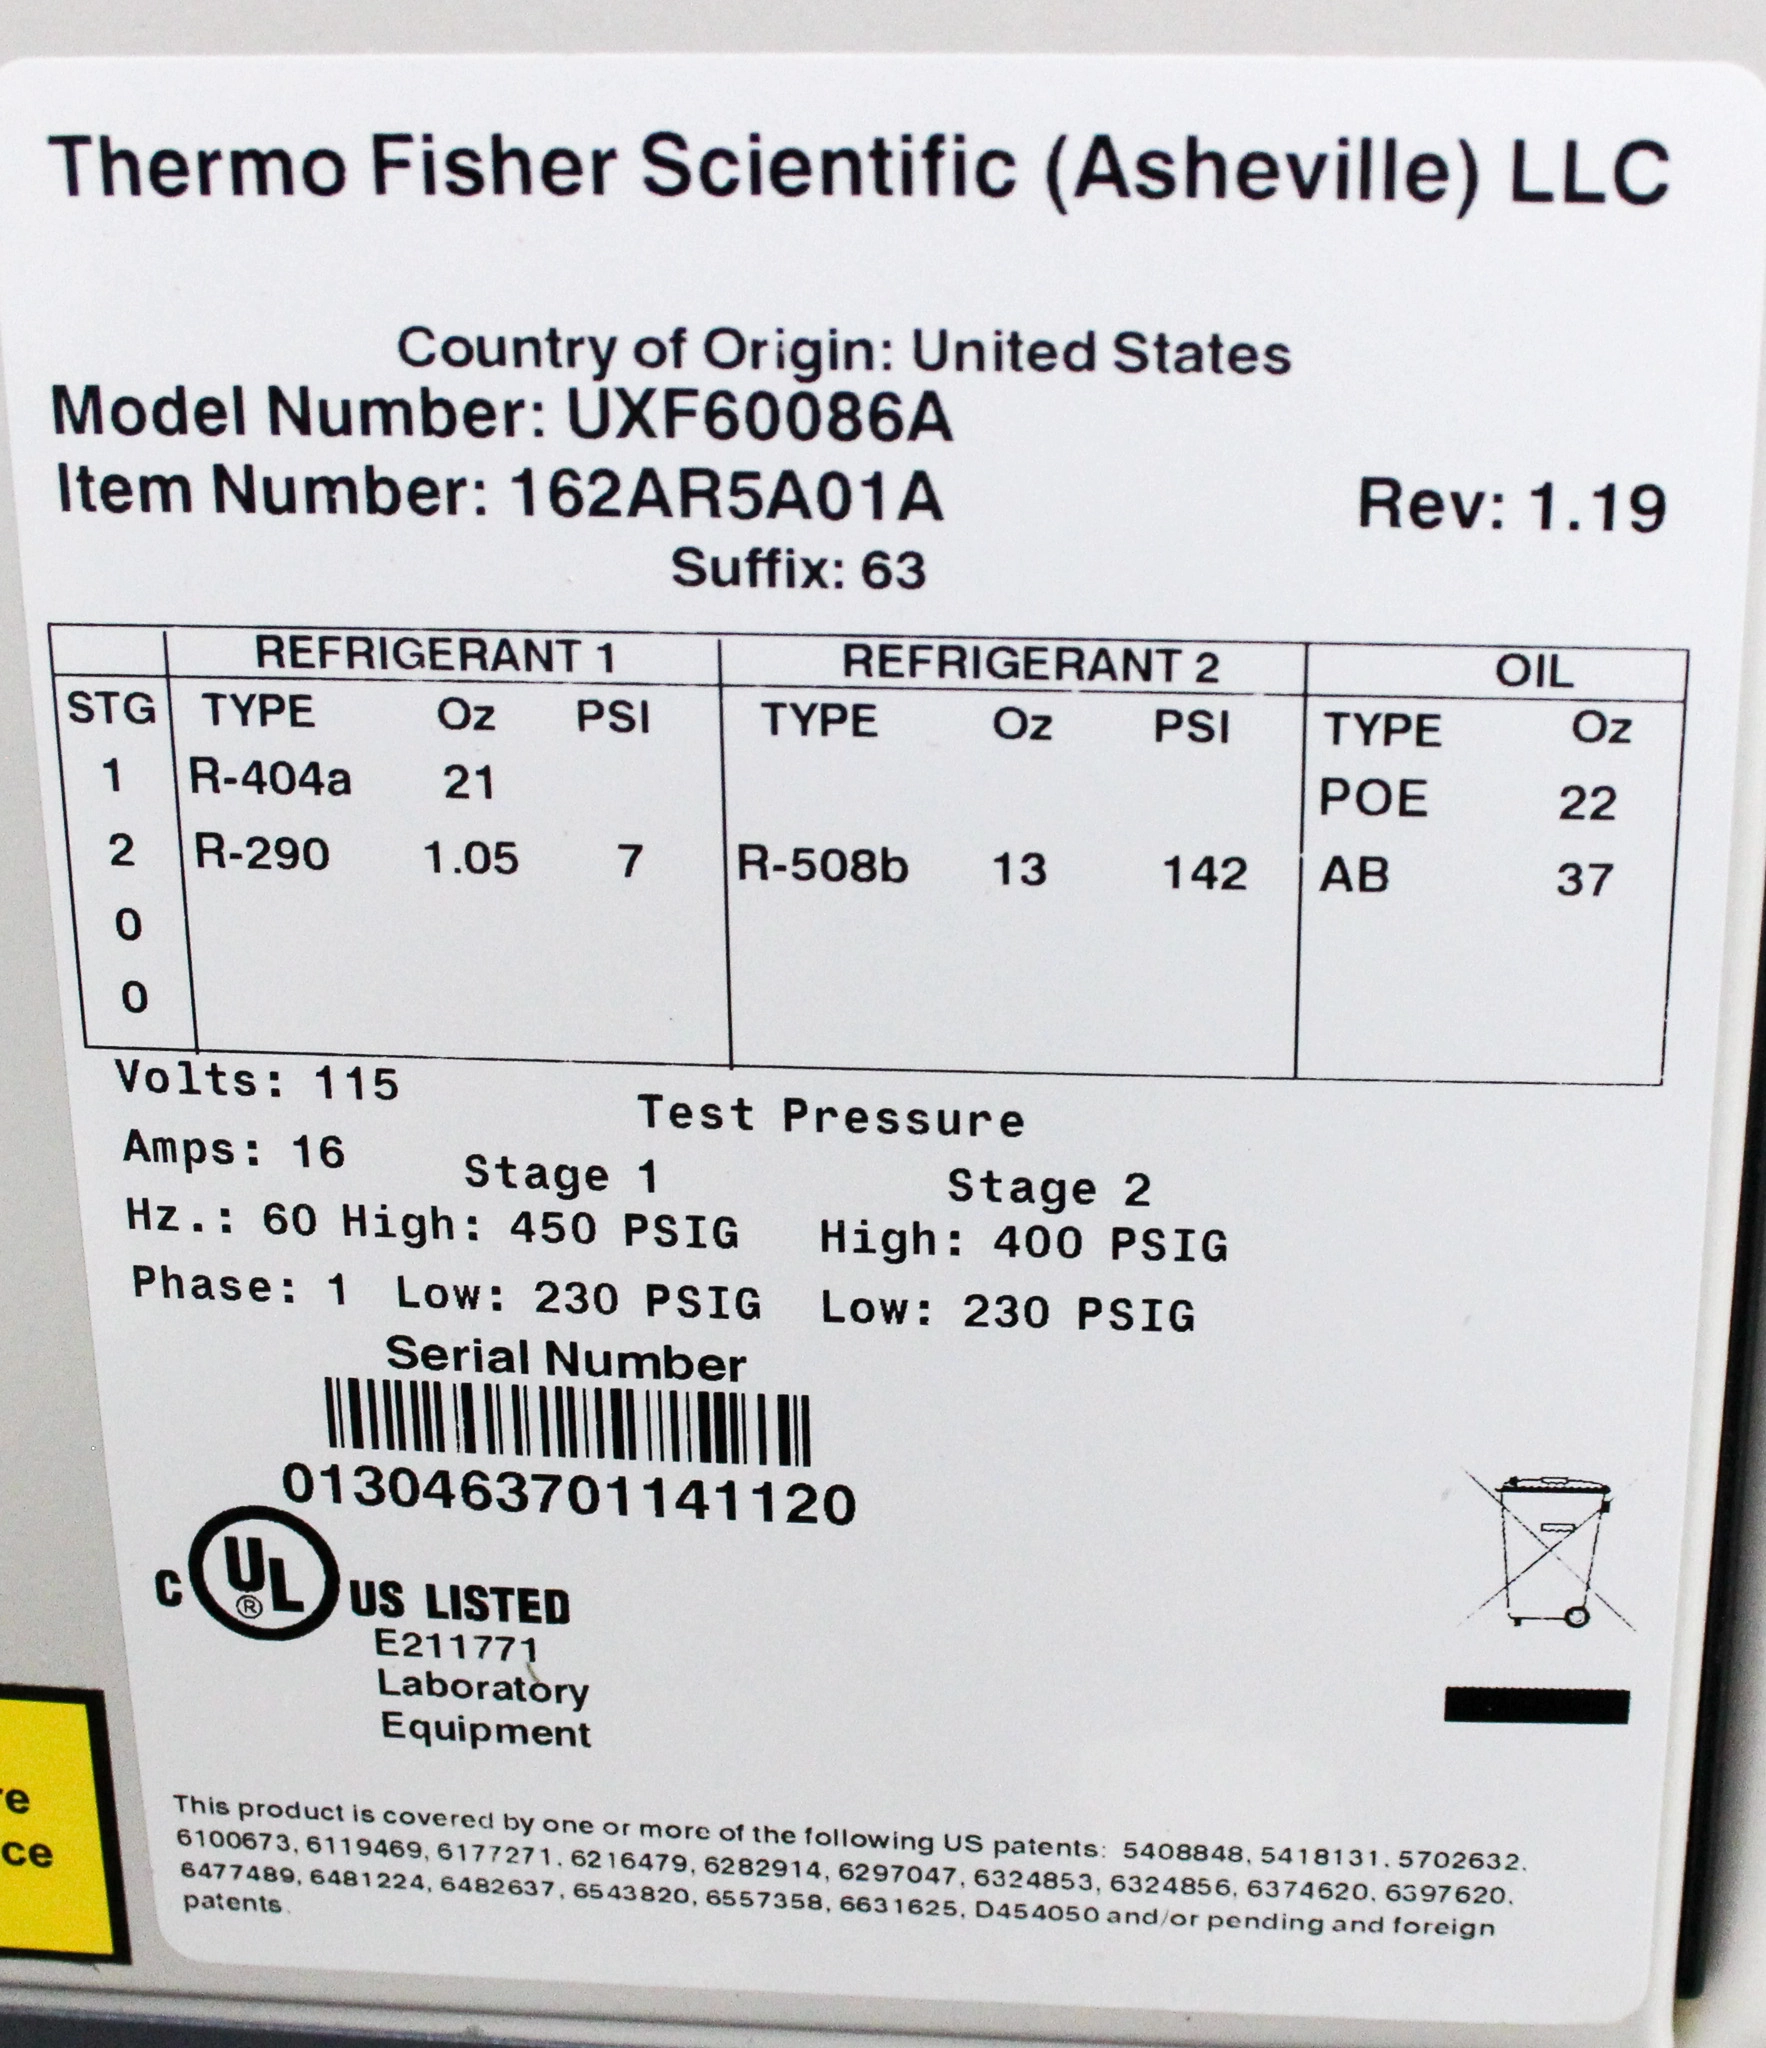 Thermo Fisher Scientific (Asheville) LLC
Country of Origin: United States
Model Number: UXF60086A
Item Number: 162AR5A01A Rev: 1.19
Suffix: 63
REFRIGERANT 1 REFRIGERANT 2 OIL
STG TYPE Oz PSI TYPE Oz PSI TYPE Oz
1 R-404a 21 POE 22
2 R-290 1.05 7 R-508b 13 142 AB 37
0
0
Volts: 115
Test Pressure
Amps: 16 Stage 1 Stage 2
Hz.: 60 High: 450 PSIG High: 400 PSIG
Phase: 1 Low: 230 PSIG Low: 230 PSIG
Serial Number
0130463701141120
C UL ® US LISTED
E211771
Laboratory
Equipment
This product is covered by one or more of the following US patents: 5408848, 5418131, 5702632,
6100673, 6119469, 6177271, 6216479, 6282914, 6297047, 6324853, 6324856, 6374620, 6397620,
6477489, 6481224, 6482637, 6543820, 6557358, 6631625, D454050 and/or pending and foreign
patents.
re
ce